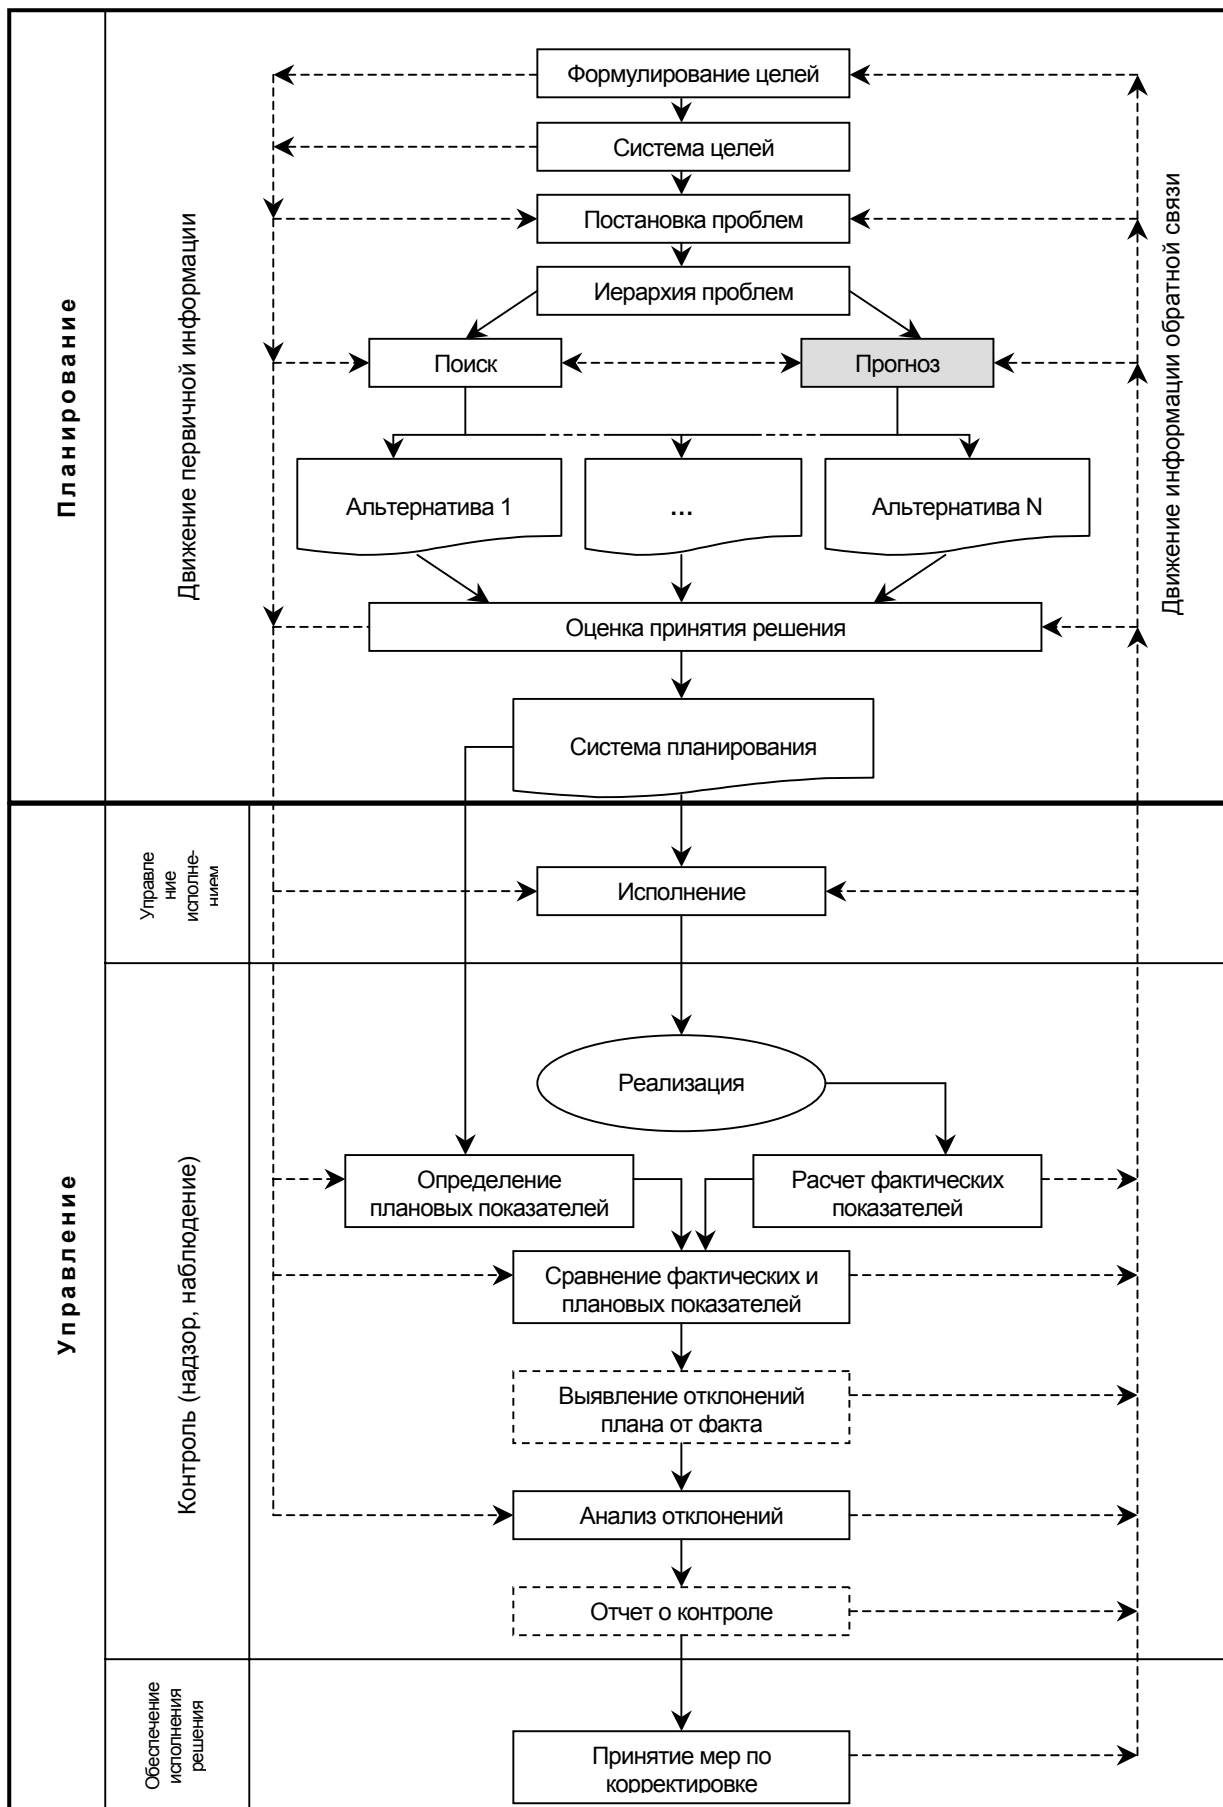 Формулирование целей
Система целей
Постановка проблем
Иерархия проблем
Поиск
Прогноз
Альтернатива 1
...
Альтернатива N
Оценка принятия решения
Система планирования
Планирование
Движение первичной информации
Движение информации обратной связи
Управление
Управле
ние
исполне-
нием
Исполнение
Контроль (надзор, наблюдение)
Реализация
Определение
плановых показателей
Расчет фактических
показателей
Сравнение фактических и
плановых показателей
Выявление отклонений
плана от факта
Анализ отклонений
Отчет о контроле
Обеспечение
исполнения
решения
Принятие мер по
корректировке